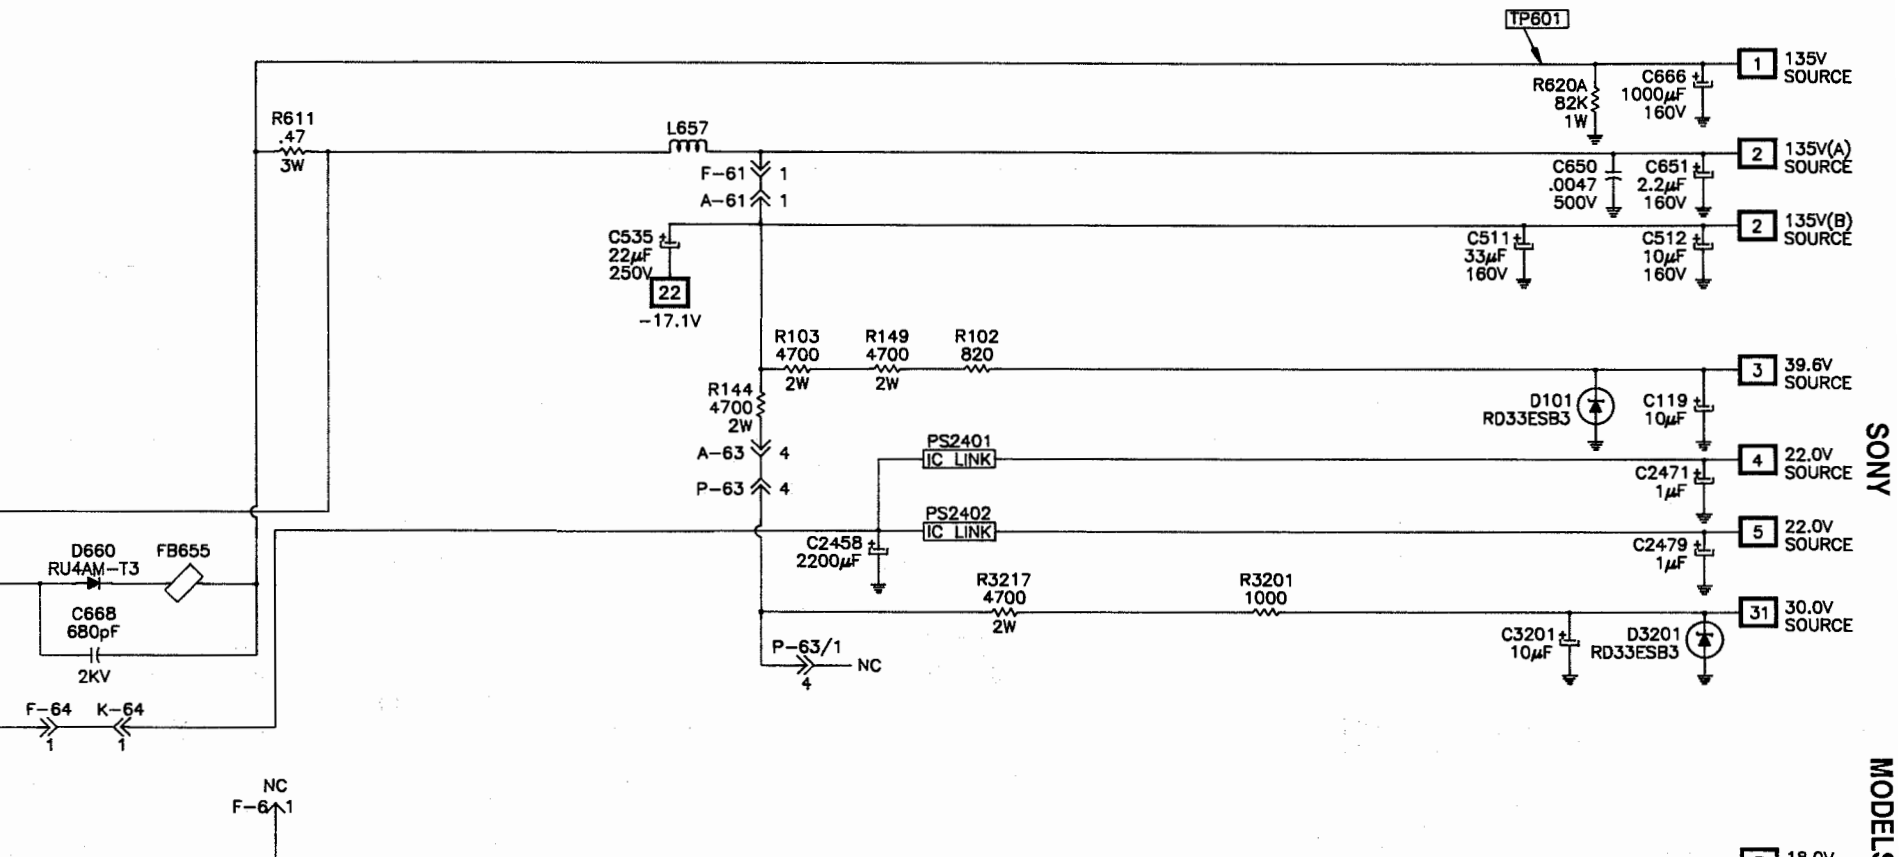 TP601
1
135V
SOURCE
R620A
82K
1W
C666
1000µF
160V
R611
.47
3W
L657
2
135V(A)
SOURCE
F-61 1
A-61 1
C650
.0047
500V
C651
2.2µF
160V
2
135V(B)
SOURCE
C535
22µF
250V
22
-17.1V
C511
33µF
160V
C512
10µF
160V
R103
4700
2W
R149
4700
2W
R102
820
3
39.6V
SOURCE
R144
4700
2W
D101
RD33ESB3
C119
10µF
A-63 4
P-63 4
PS2401
IC LINK
4
22.0V
SOURCE
C2471
1µF
SONY
PS2402
IC LINK
5
22.0V
SOURCE
C2458
2200µF
C2479
1µF
D660
RU4AM-T3
FB655
C668
680pF
2KV
R3217
4700
2W
R3201
1000
31
30.0V
SOURCE
C3201
10µF
D3201
RD33ESB3
P-63/1
4
NC
F-64
1
K-64
1
NC
F-6 1
MODELS
18.0V